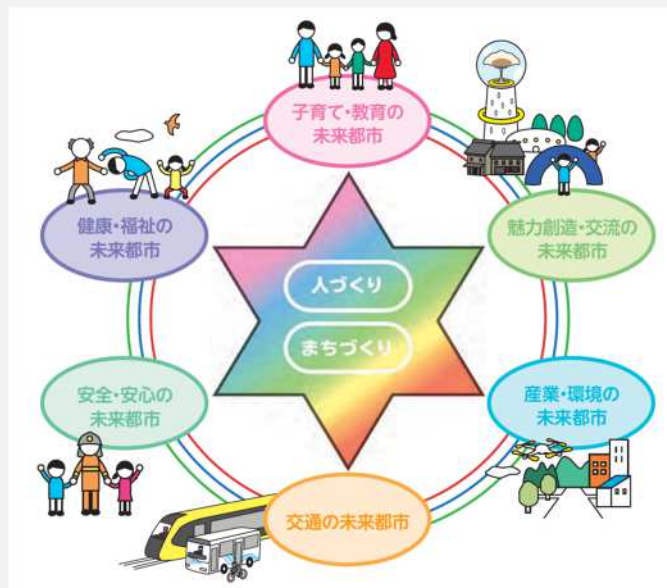 子育て・教育の
未来都市
健康・福祉の
未来都市
魅力創造・交流の
未来都市
人づくり
まちづくり
安全・安心の
未来都市
産業・環境の
未来都市
交通の未来都市